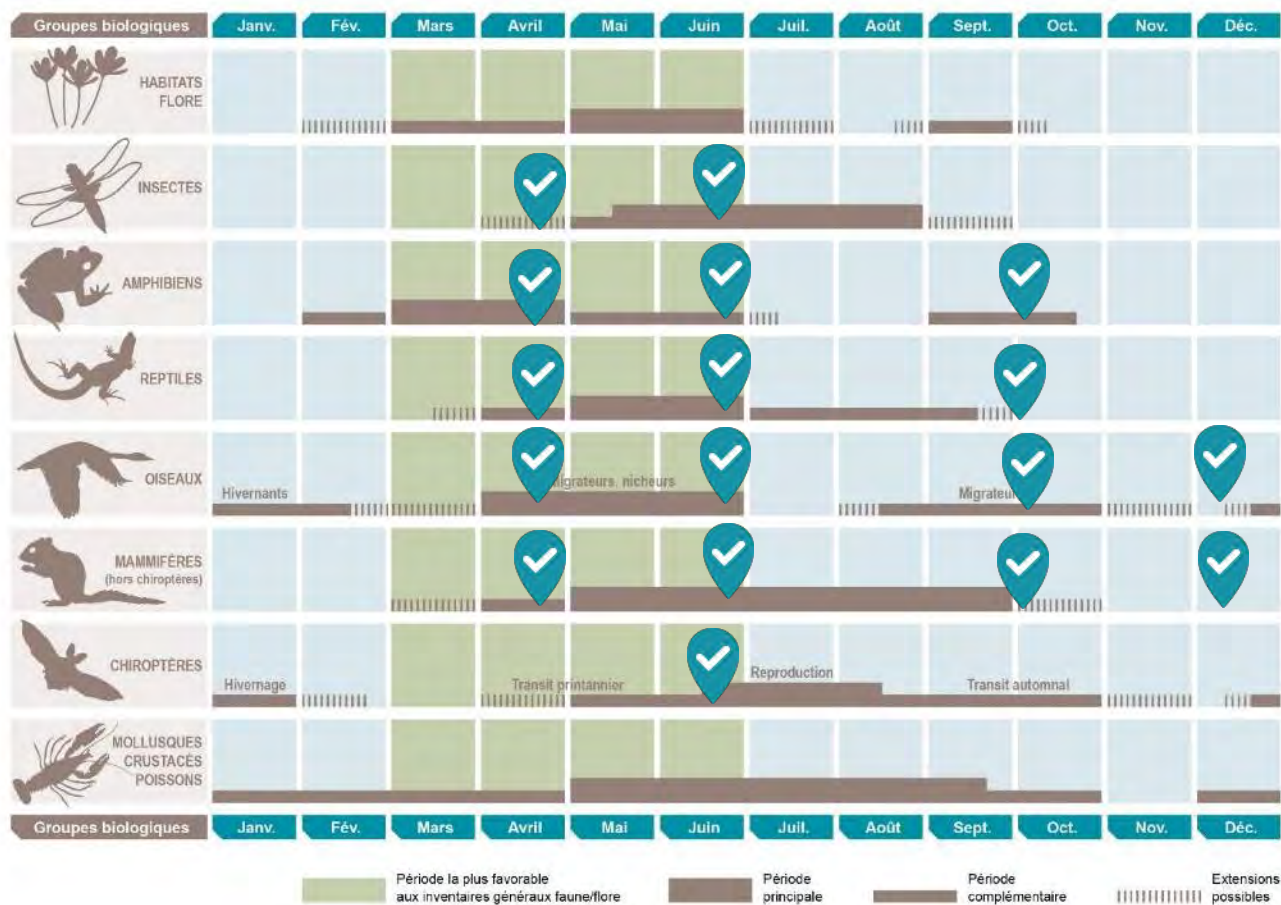 Groupes biologiques Janv. Fév. Mars Avril Mai Juin Juil. Août Sept. Oct. Nov. Déc.
HABITATS
FLORE
INSECTES
AMPHIBIENS
REPTILES
OISEAUX
Hivernants
nicheurs
MAMMIFÈRES
(hors chiroptères)
CHIROPTÈRES
Hivernage Transit printannier Reproduction Transit automnal
MOLLUSQUES
CRUSTACÉS
POISSONS
Groupes biologiques Janv. Fév. Mars Avril Mai Juin Juil. Août Sept. Oct. Nov. Déc.
Période la plus favorable
aux inventaires généraux faune/flore
Période
principale
Période
complémentaire
Extensions
possibles